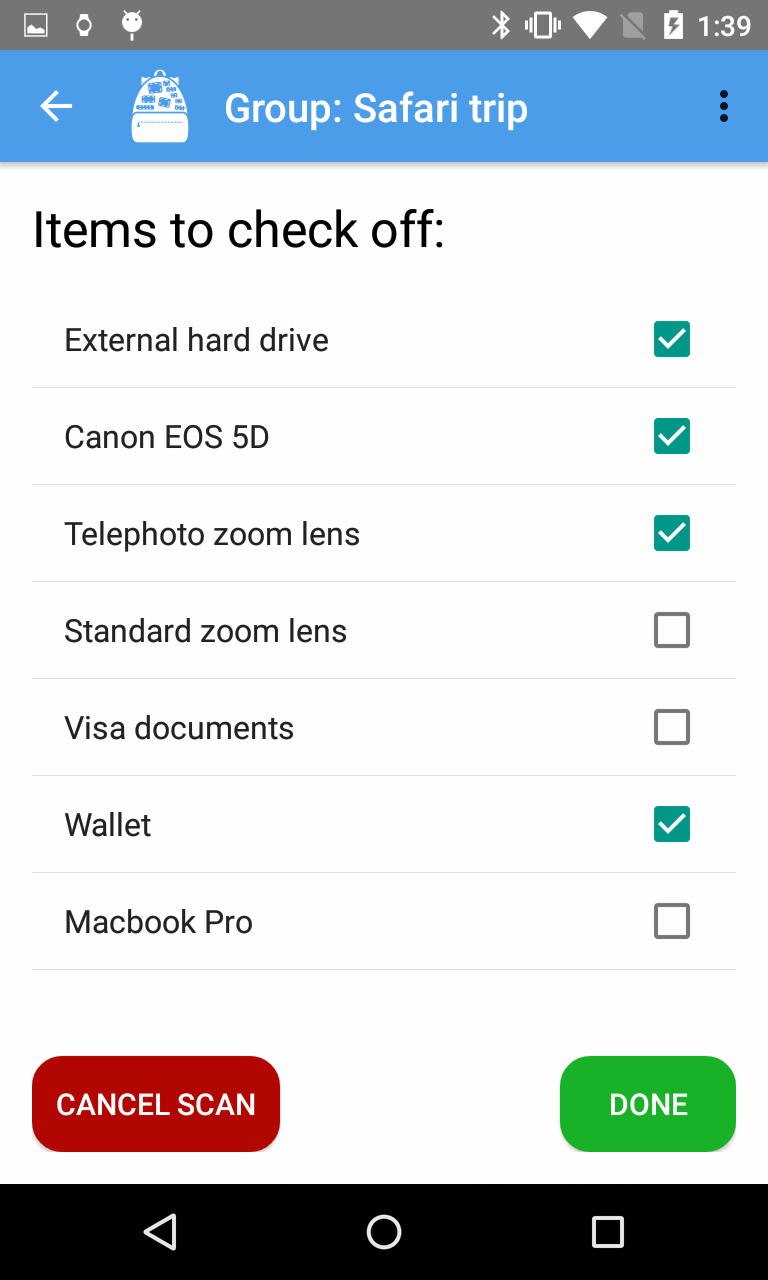 1:39
Group: Safari trip
Items to check off:
External hard drive
Canon EOS 5D
Telephoto zoom lens
Standard zoom lens
Visa documents
Wallet
Macbook Pro
CANCEL SCAN
DONE